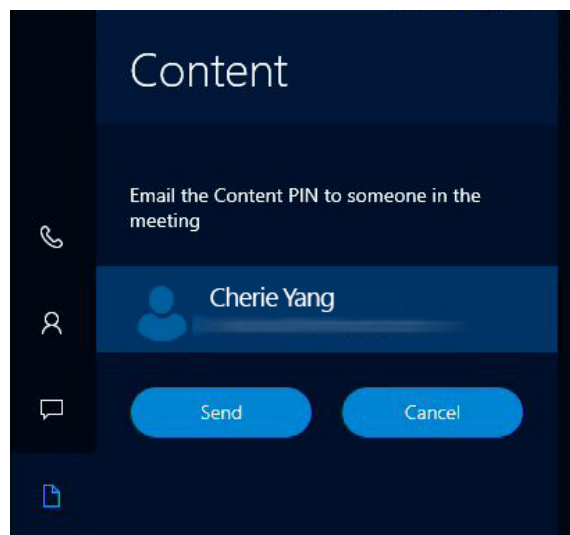 Content
Email the Content PIN to someone in the
meeting
Cherie Yang
Send
Cancel